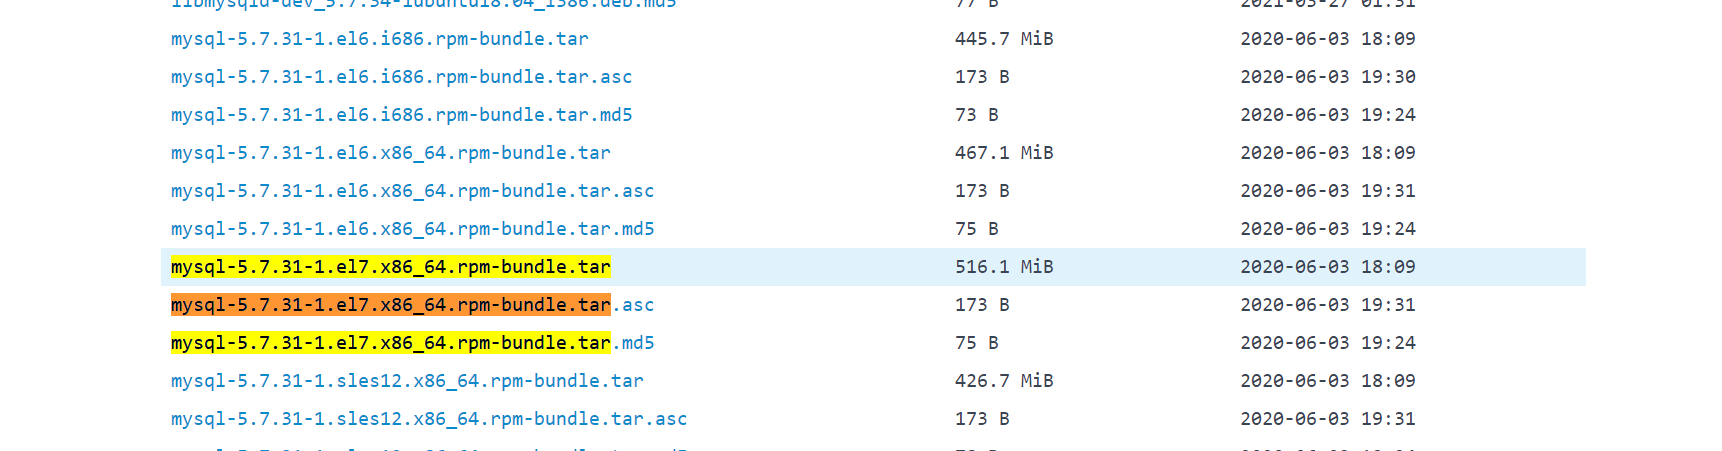 libmysqld-dev_5.7.34-1ubuntu18.04_i386.deb.md5 77 B 2021-03-27 01:31
mysql-5.7.31-1.el6.i686.rpm-bundle.tar 445.7 MiB 2020-06-03 18:09
mysql-5.7.31-1.el6.i686.rpm-bundle.tar.asc 173 B 2020-06-03 19:30
mysql-5.7.31-1.el6.i686.rpm-bundle.tar.md5 73 B 2020-06-03 19:24
mysql-5.7.31-1.el6.x86_64.rpm-bundle.tar 467.1 MiB 2020-06-03 18:09
mysql-5.7.31-1.el6.x86_64.rpm-bundle.tar.asc 173 B 2020-06-03 19:31
mysql-5.7.31-1.el6.x86_64.rpm-bundle.tar.md5 75 B 2020-06-03 19:24
mysql-5.7.31-1.el7.x86_64.rpm-bundle.tar 516.1 MiB 2020-06-03 18:09
mysql-5.7.31-1.el7.x86_64.rpm-bundle.tar.asc 173 B 2020-06-03 19:31
mysql-5.7.31-1.el7.x86_64.rpm-bundle.tar.md5 75 B 2020-06-03 19:24
mysql-5.7.31-1.sles12.x86_64.rpm-bundle.tar 426.7 MiB 2020-06-03 18:09
mysql-5.7.31-1.sles12.x86_64.rpm-bundle.tar.asc 173 B 2020-06-03 19:31